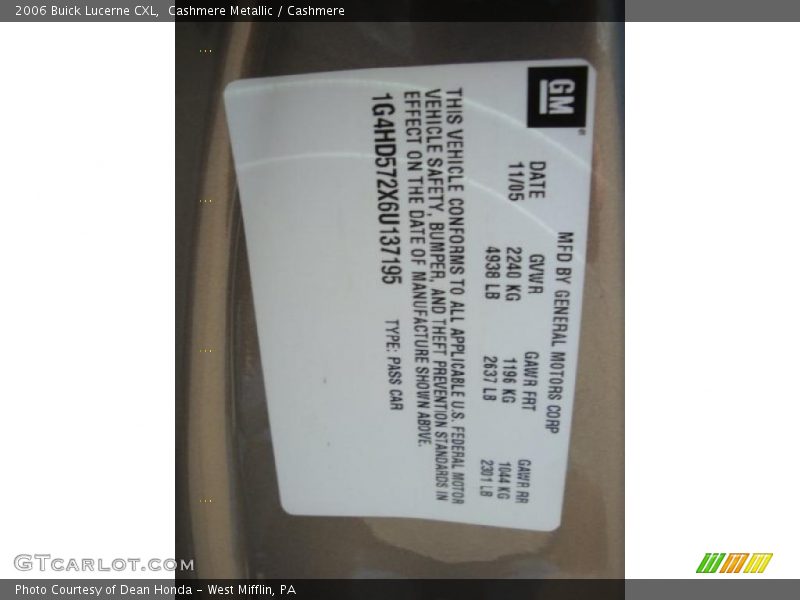 2006 Buick Lucerne CXL,  Cashmere Metallic / Cashmere
GM
MFD BY GENERAL MOTORS CORP
DATE GVWR GAWR FRT GAWR RR
11/05 2240 KG 1196 KG 1044 KG
4938 LB 2637 LB 2301 LB
THIS VEHICLE CONFORMS TO ALL APPLICABLE U.S. FEDERAL MOTOR
VEHICLE SAFETY, BUMPER, AND THEFT PREVENTION STANDARDS IN
EFFECT ON THE DATE OF MANUFACTURE SHOWN ABOVE.
1G4HD572X6U137195 TYPE: PASS CAR
GTcarlot.com
Photo Courtesy of Dean Honda - West Mifflin, PA